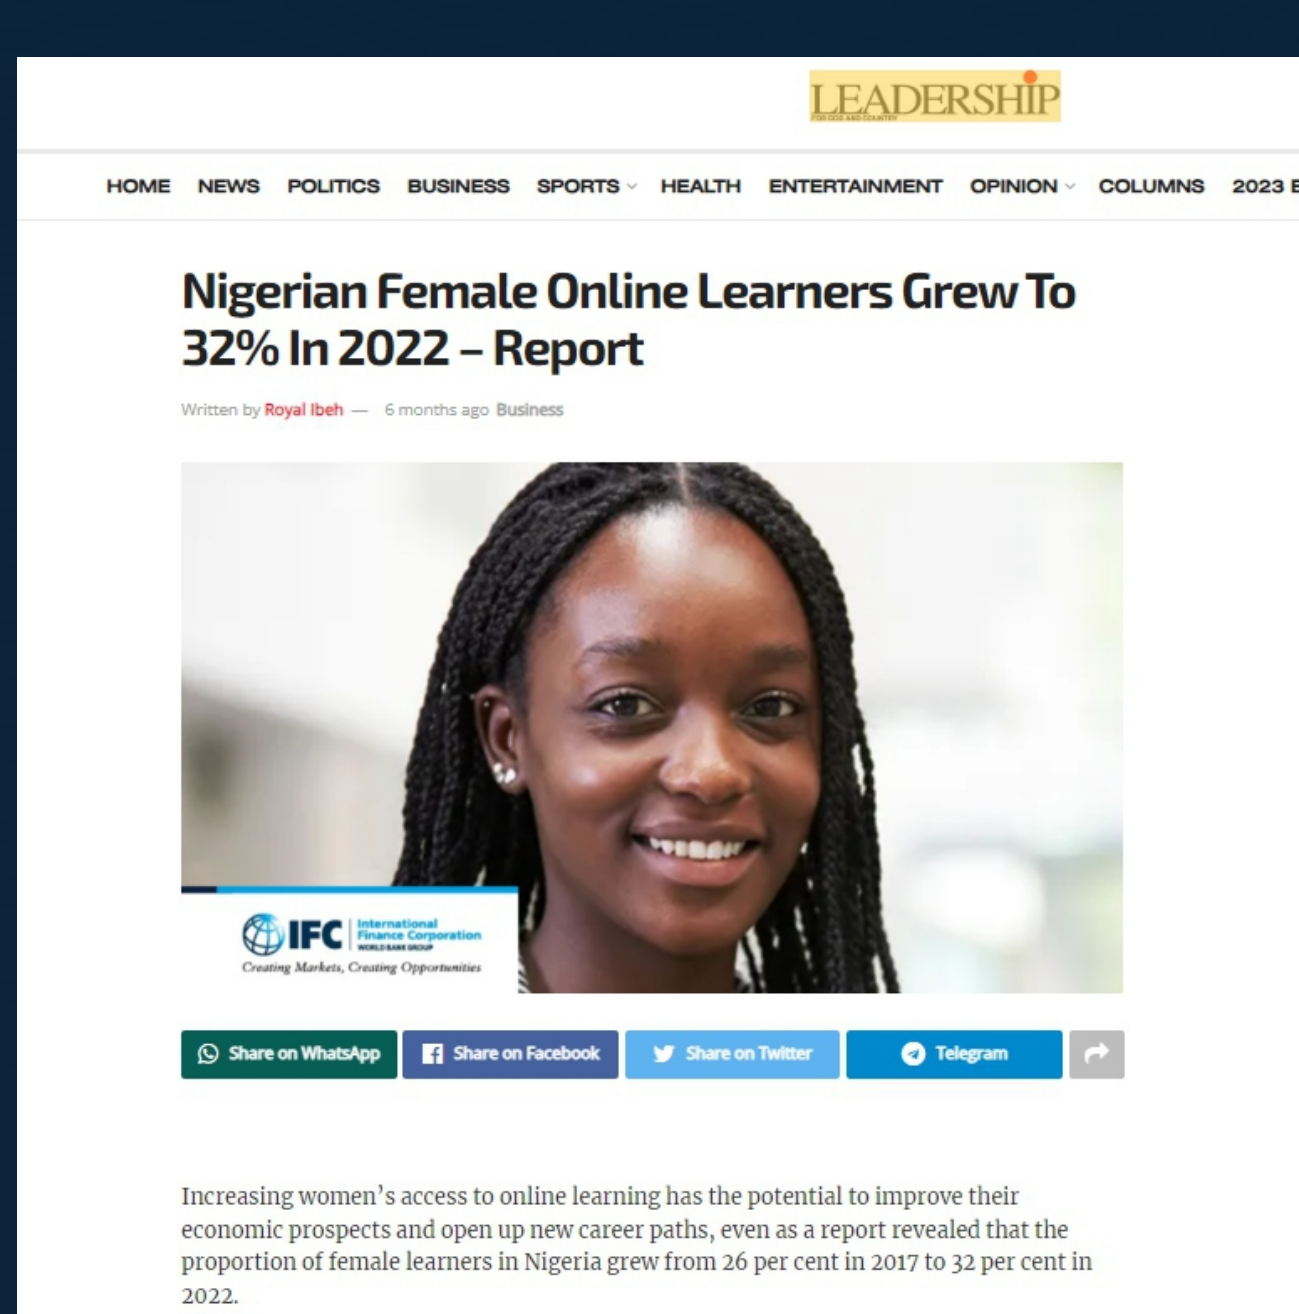 LEADERSHIP
FOR GOD AND COUNTRY
HOME NEWS POLITICS BUSINESS SPORTS HEALTH ENTERTAINMENT OPINION COLUMNS 2023 E
Nigerian Female Online Learners Grew To
32% In 2022 – Report
Written by Royal Ibeh — 6 months ago Business
IFC International
Finance Corporation
WORLD BANK GROUP
Creating Markets, Creating Opportunities
Share on WhatsApp Share on Facebook Share on Twitter Telegram
Increasing women’s access to online learning has the potential to improve their
economic prospects and open up new career paths, even as a report revealed that the
proportion of female learners in Nigeria grew from 26 per cent in 2017 to 32 per cent in
2022.